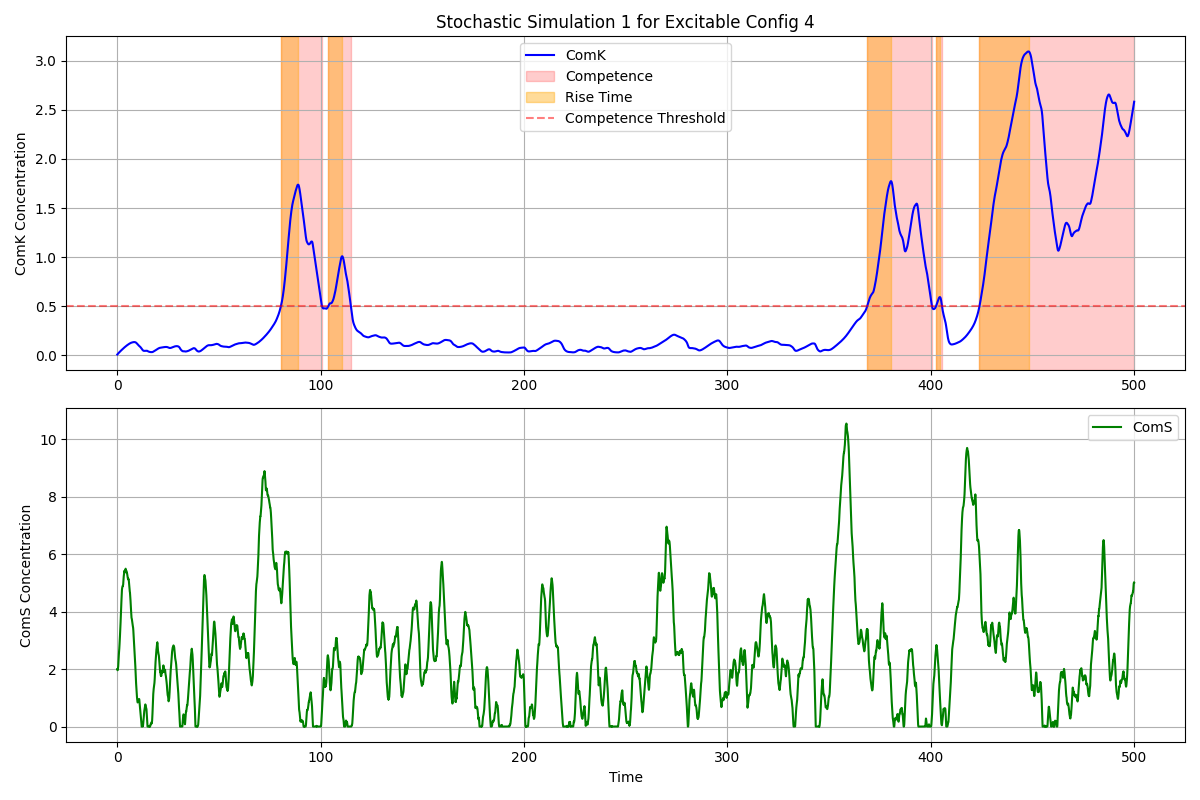 Stochastic Simulation 1 for Excitable Config 4
ComK Concentration
3.0
2.5
2.0
1.5
1.0
0.5
0.0
ComK
Competence
Rise Time
Competence Threshold
0 100 200 300 400 500
ComS Concentration
10
8
6
4
2
0
ComS
0 100 200 300 400 500
Time